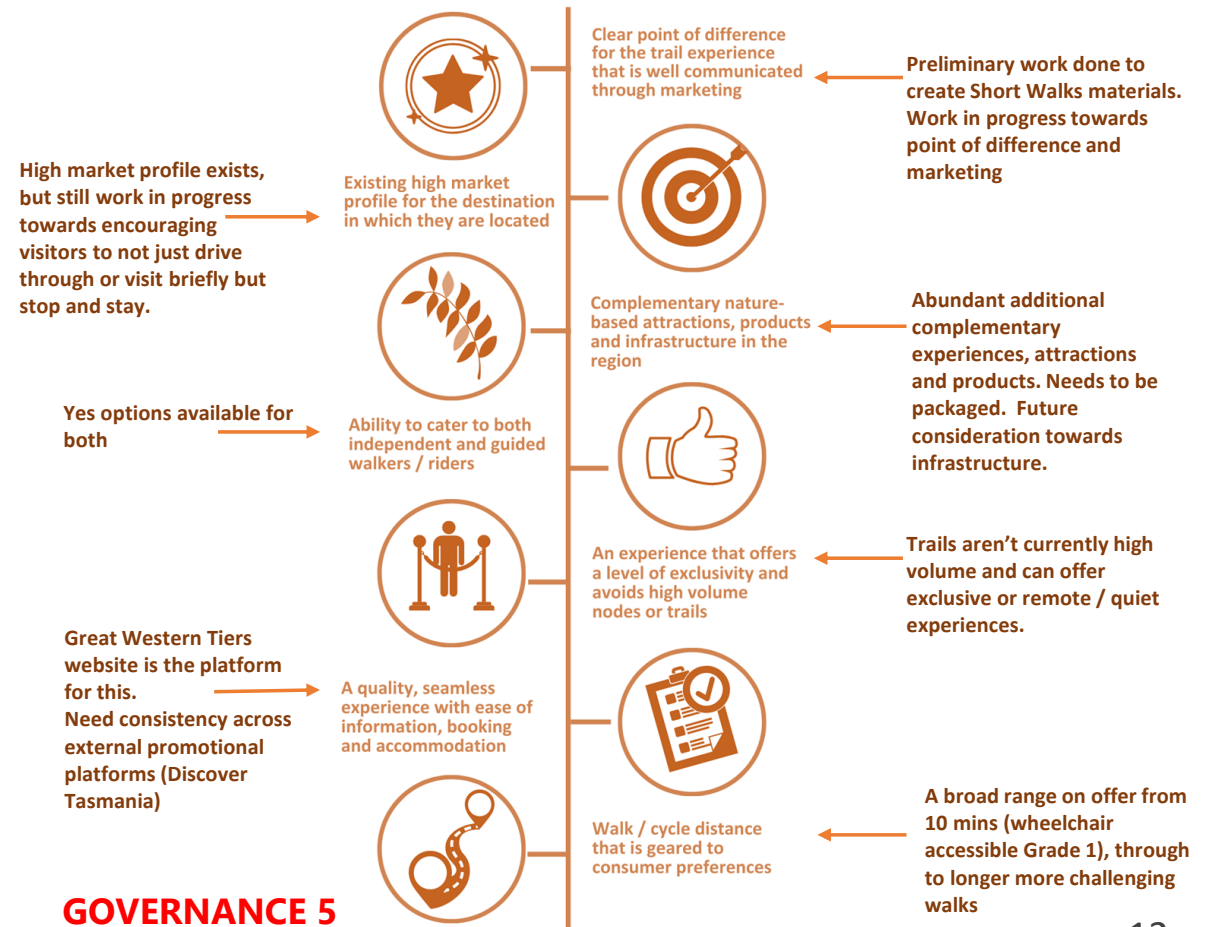 Clear point of difference
for the trail experience
that is well communicated
through marketing
Preliminary work done to
create Short Walks materials.
Work in progress towards
point of difference and
marketing
High market profile exists,
but still work in progress
towards encouraging
visitors to not just drive
through or visit briefly but
stop and stay.
Existing high market
profile for the destination
in which they are located
Complementary nature-
based attractions, products
and infrastructure in the
region
Abundant additional
complementary
experiences, attractions
and products. Needs to be
packaged.  Future
consideration towards
infrastructure.
Yes options available for
both
Ability to cater to both
independent and guided
walkers / riders
An experience that offers
a level of exclusivity and
avoids high volume
nodes or trails
Trails aren’t currently high
volume and can offer
exclusive or remote / quiet
experiences.
Great Western Tiers
website is the platform
for this.
Need consistency across
external promotional
platforms (Discover
Tasmania)
A quality, seamless
experience with ease of
information, booking
and accommodation
Walk / cycle distance
that is geared to
consumer preferences
A broad range on offer from
10 mins (wheelchair
accessible Grade 1), through
to longer more challenging
walks
GOVERNANCE 5